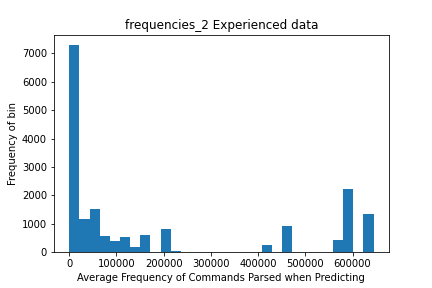 frequencies_2 Experienced data
Frequency of bin
7000
6000
5000
4000
3000
2000
1000
0
0 100000 200000 300000 400000 500000 600000
Average Frequency of Commands Parsed when Predicting